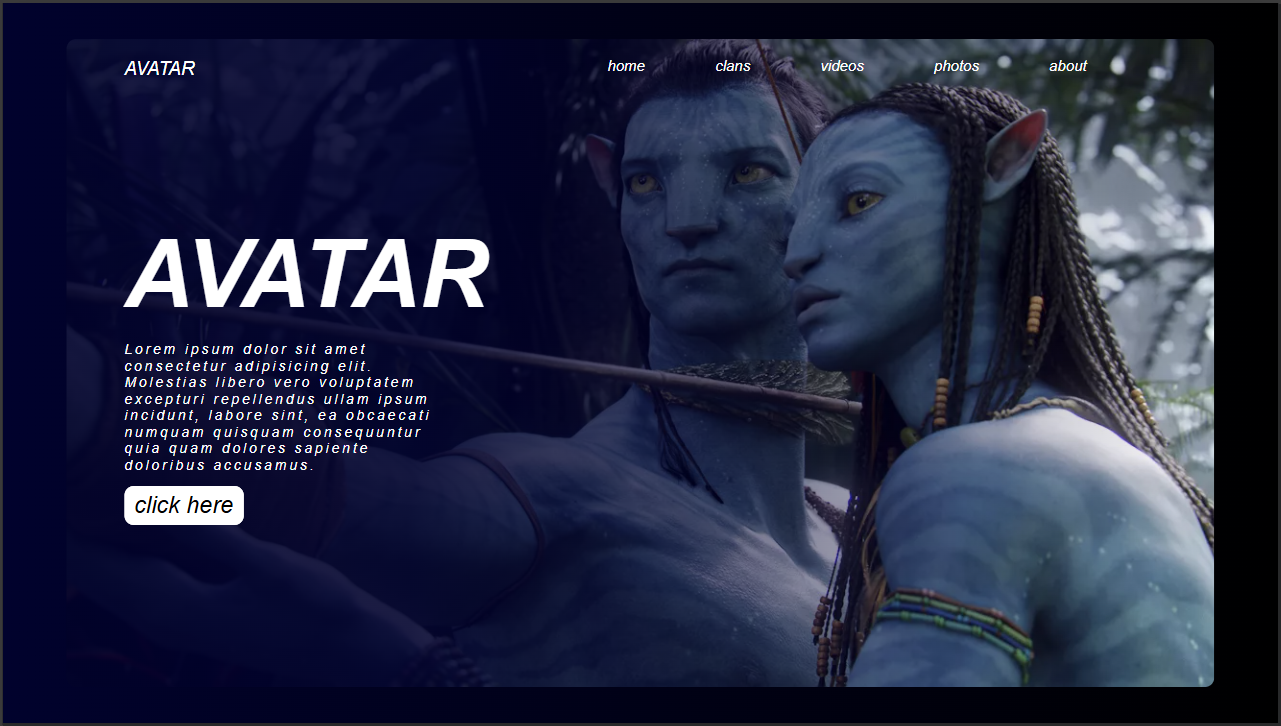 AVATAR
home clans videos photos about
AVATAR
Lorem ipsum dolor sit amet
consectetur adipisicing elit.
Molestias libero vero voluptatem
excepturi repellendus ullam ipsum
incidunt, labore sint, ea obcaecati
numquam quisquam consequuntur
quia quam dolores sapiente
doloribus accusamus.
click here